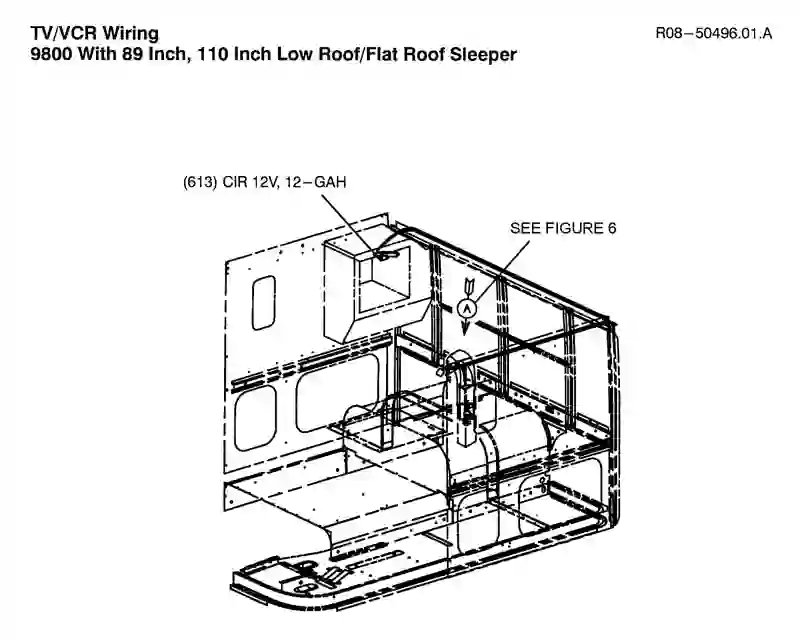 TV/VCR Wiring
R08-50496.01.A
9800 With 89 Inch, 110 Inch Low Roof/Flat Roof Sleeper
(613) CIR 12V, 12-GAH
SEE FIGURE 6
A